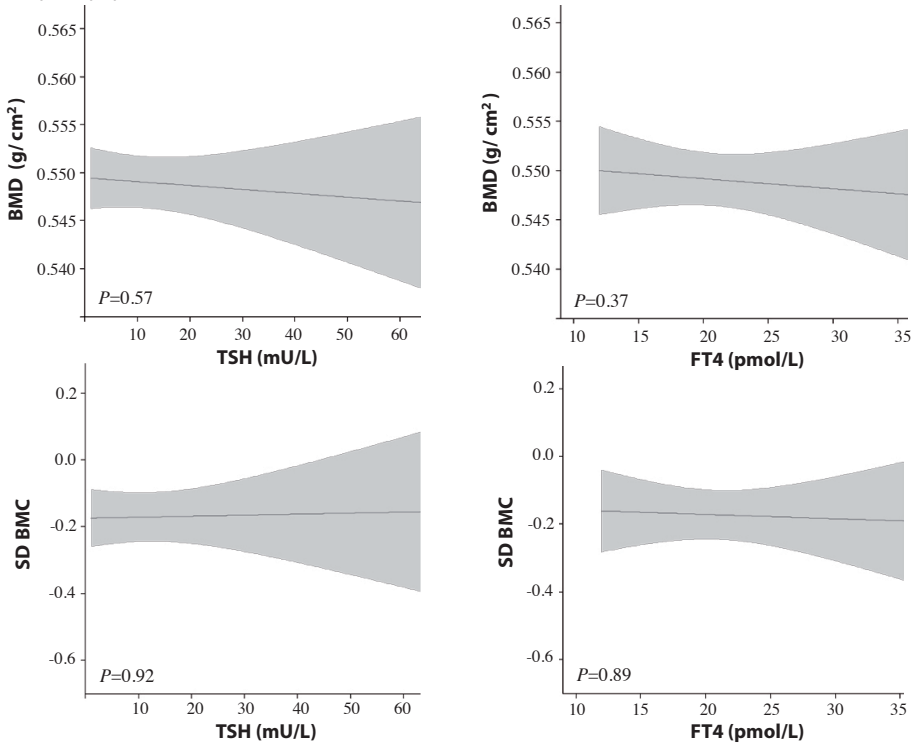 0.565
0.560
0.555
0.550
0.545
0.540
BMD (g/ cm²)
P=0.57
10 20 30 40 50 60
TSH (mU/L)
0.565
0.560
0.555
0.550
0.545
0.540
BMD (g/ cm²)
P=0.37
10 15 20 25 30 35
FT4 (pmol/L)
0.2
0.0
-0.2
-0.4
-0.6
SD BMC
P=0.92
10 20 30 40 50 60
TSH (mU/L)
0.2
0.0
-0.2
-0.4
-0.6
SD BMC
P=0.89
10 15 20 25 30 35
FT4 (pmol/L)